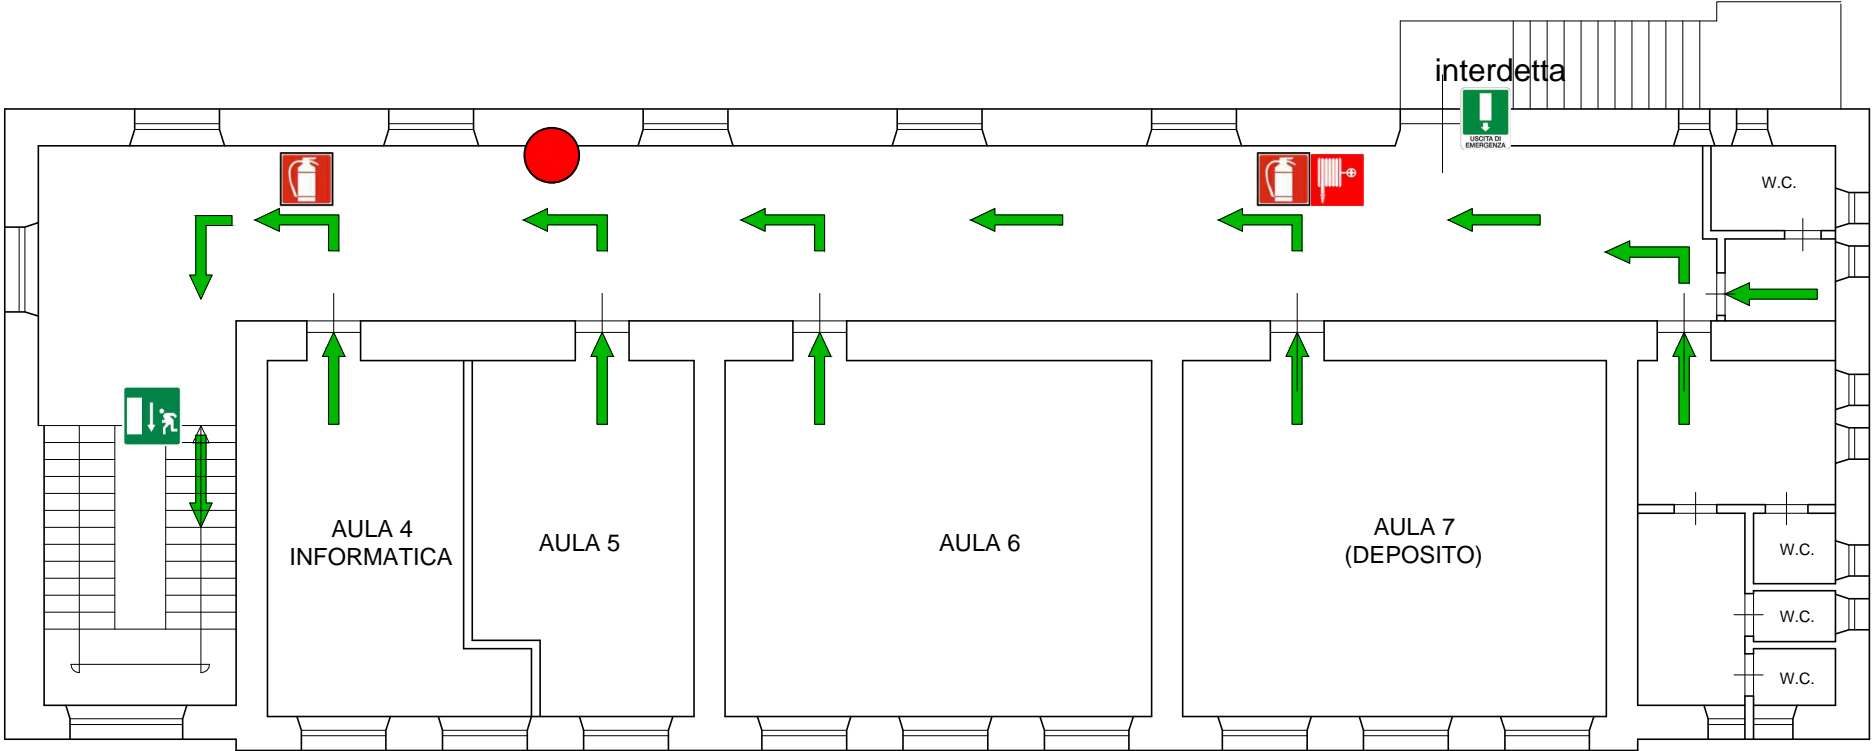 interdetta
USCITA DI
EMERGENZA
W.C.
AULA 4
INFORMATICA
AULA 5
AULA 6
AULA 7
(DEPOSITO)
W.C.
W.C.
W.C.